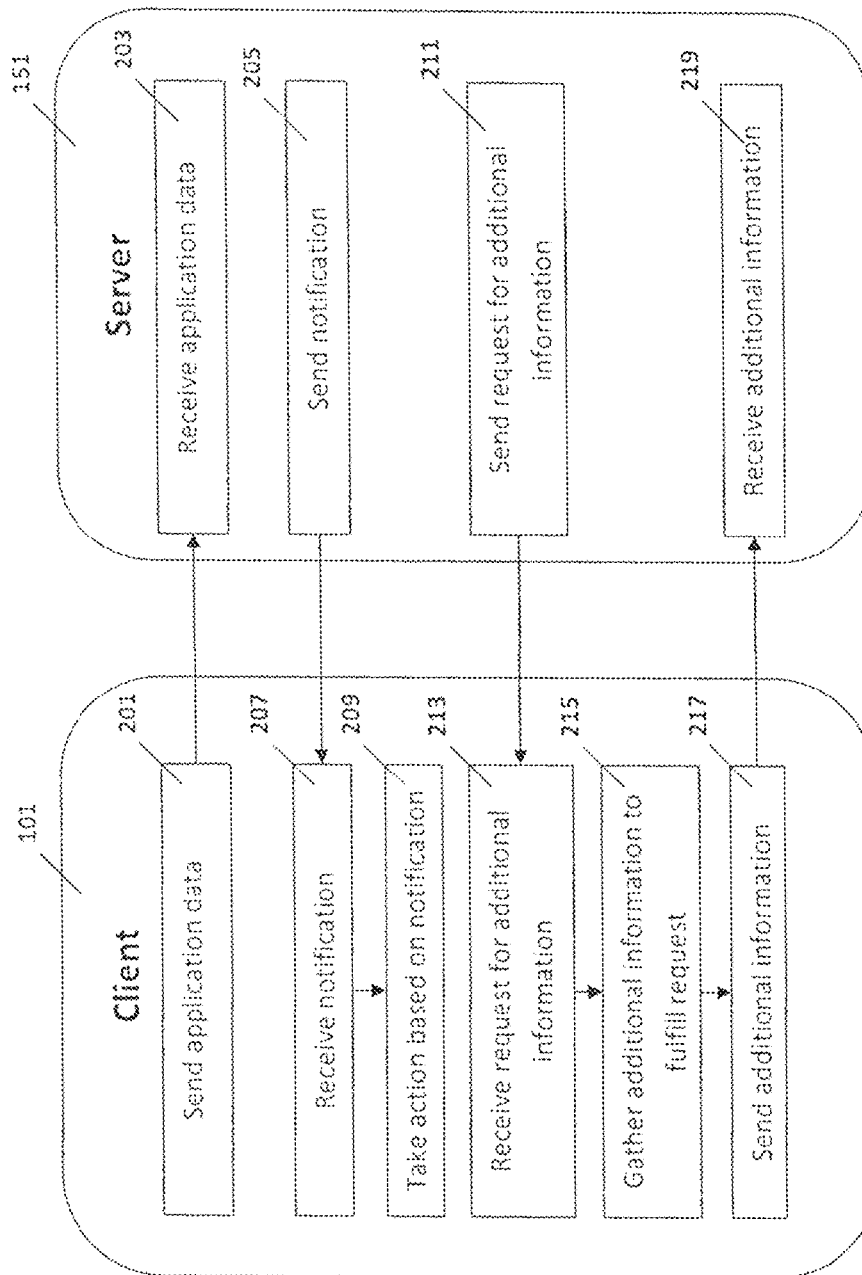 101
Client
201
Send application data
207
Receive notification
209
Take action based on notification
213
Receive request for additional
information
215
Gather additional information to
fulfill request
217
Send additional information
151
Server
203
Receive application data
205
Send notification
211
Send request for additional
information
219
Receive additional information